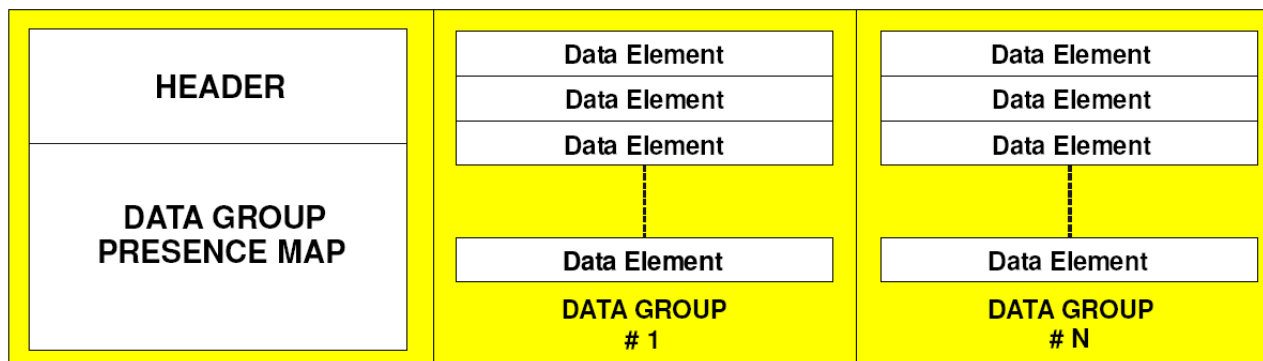 HEADER
DATA GROUP
PRESENCE MAP
Data Element
Data Element
Data Element
Data Element
DATA GROUP
# 1
Data Element
Data Element
Data Element
Data Element
DATA GROUP
# N